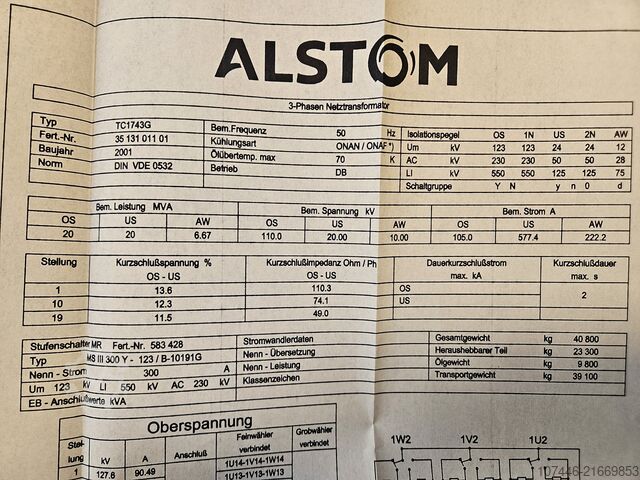 ALSTOM
3-Phasen Netztransformator
Typ TC1743G
Fert.-Nr. 35 131 011 01
Baujahr 2001
Norm DIN VDE 0532
Bem.Frequenz 50 Hz
Kühlungsart ONAN / ONAF *)
Ölübertemp. max 70 K
Betrieb DB
Isolationspegel OS 1N US 2N AW
Um kV 123 123 24 24 12
AC kV 230 230 50 50 28
LI kV 550 550 125 125 75
Schaltgruppe Y N y n 0 d
Bem. Leistung MVA Bem. Spannung kV Bem. Strom A
OS US AW OS US AW OS US AW
20 20 6.67 110.0 20.00 10.00 105.0 577.4 222.2
Stellung Kurzschlußspannung % Kurzschlußimpedanz Ohm / Ph Dauerkurzschlußstrom Kurzschlußdauer
OS - US OS - US max. kA max. s
1 13.6 110.3 OS
10 12.3 74.1 US 2
19 11.5 49.0
Stufenschalter MR Fert.-Nr. 583 428
Typ MS III 300 Y - 123 / B-10191G
Nenn - Strom 300 A
Um 123 kV LI 550 kV AC 230 kV
EB - Anschlußwerte kVA
Stromwandlerdaten
Nenn - Übersetzung
Nenn - Leistung
Klassenzeichen
Gesamtgewicht kg 40 800
Heraushebbarer Teil kg 23 300
Ölgewicht kg 9 800
Transportgewicht kg 39 100
Oberspannung
Stel- lung kV A Anschluß Feinwähler verbindet Grobwähler verbindet
1 127.8 90.49 1U14-1V14-1W14
1U13-1V13-1W13
1W2 1V2 1U2
107446-21669853